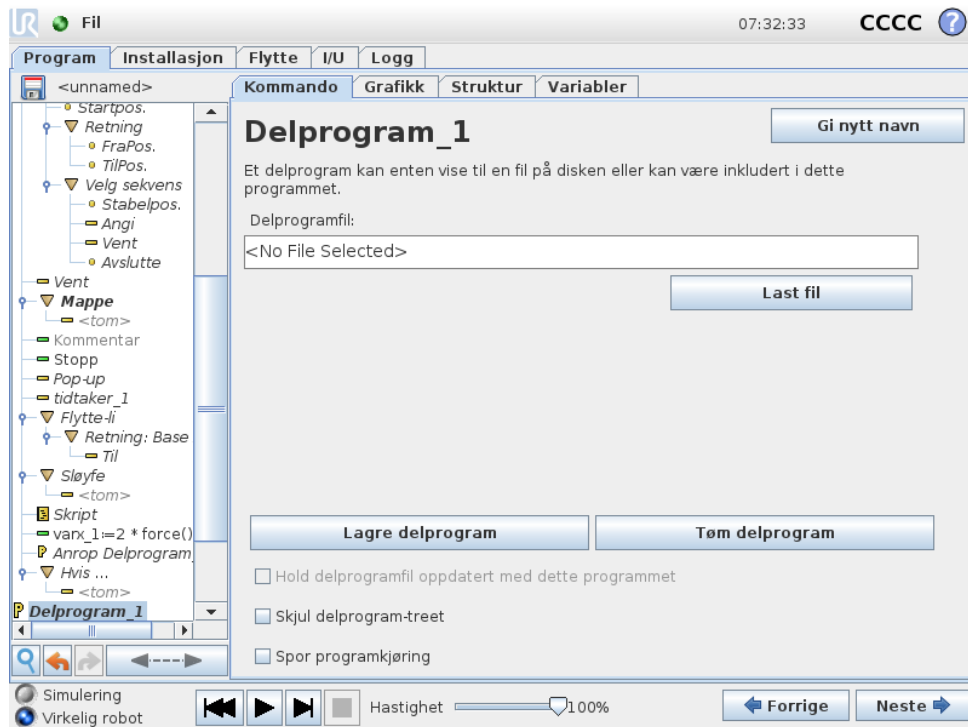 UR Fil 07:32:33 CCCC ?
Program Installasjon Flytte I/U Logg
<unnamed>
Startpos.
Retning
FraPos.
TilPos.
Velg sekvens
Stabelpos.
Angi
Vent
Avslutte
Vent
Mappe
<tom>
Kommentar
Stopp
Pop-up
tidtaker_1
Flytte-li
Retning: Base
Til
Sløyfe
<tom>
Skript
varx_1:=2 * force()
Anrop Delprogram
Hvis ...
<tom>
P Delprogram_1
Kommando Grafikk Struktur Variabler
Delprogram_1
Gi nytt navn
Et delprogram kan enten vise til en fil på disken eller kan være inkludert i dette
programmet.
Delprogramfil:
<No File Selected>
Last fil
Lagre delprogram Tøm delprogram
Hold delprogramfil oppdatert med dette programmet
Skjul delprogram-treet
Spor programkjøring
Simulering
Virkelig robot
Hastighet 100%
Forrige Neste